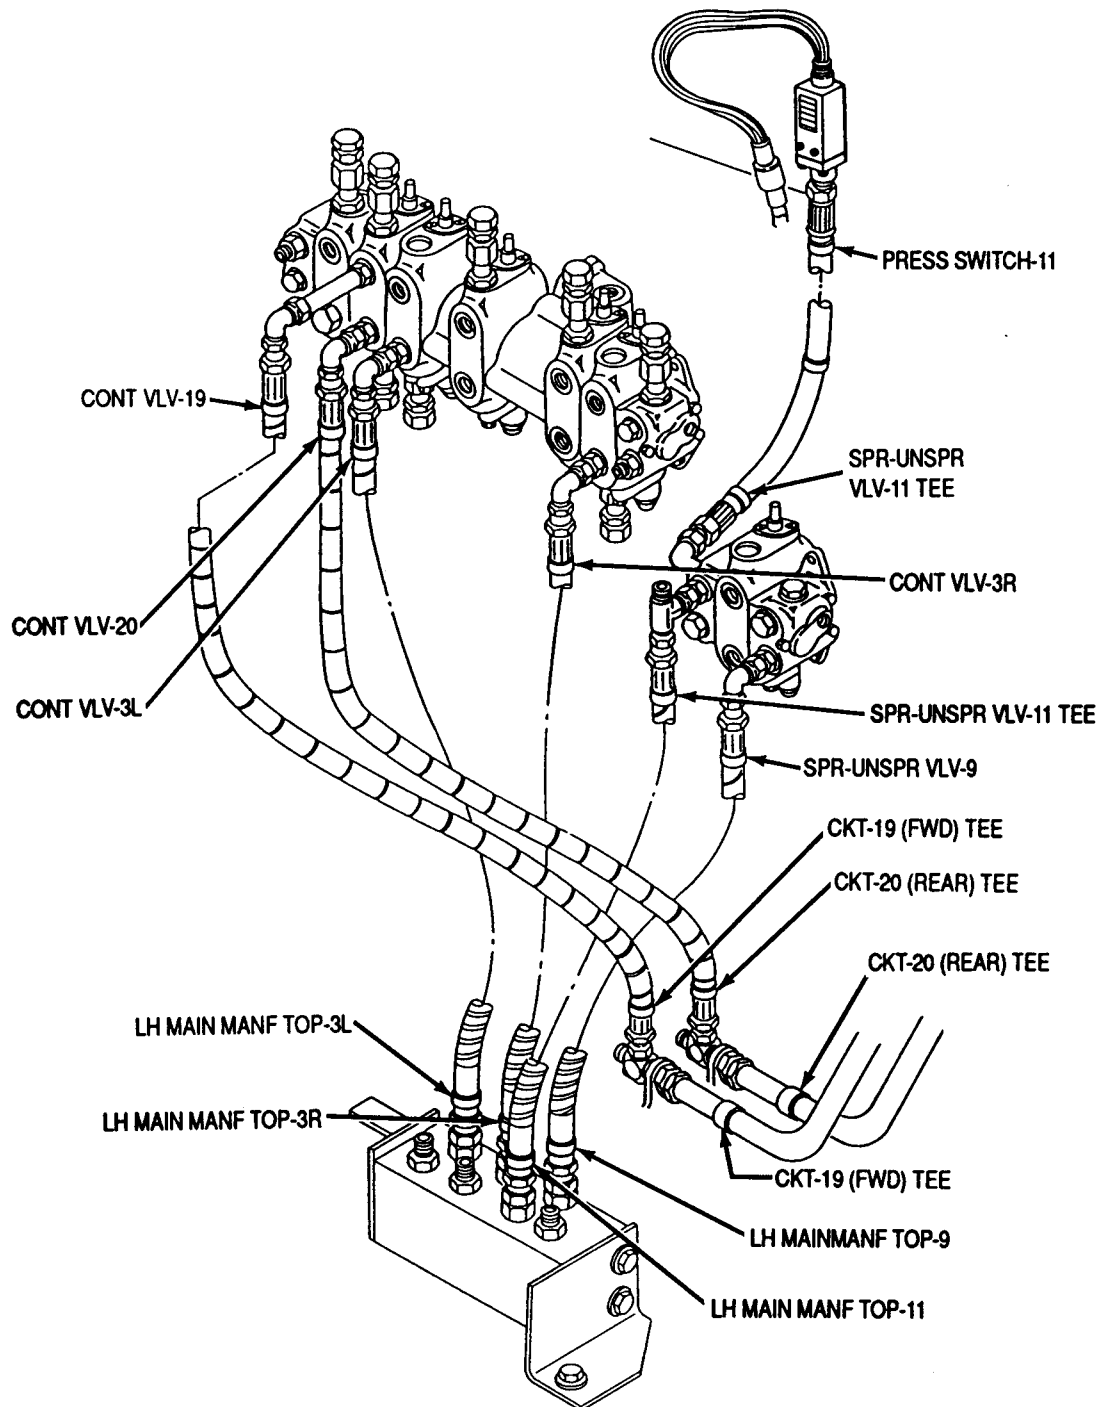 PRESS SWITCH-11
CONT VLV-19
SPR-UNSPR
VLV-11 TEE
CONT VLV-3R
CONT VLV-20
CONT VLV-3L
SPR-UNSPR VLV-11 TEE
SPR-UNSPR VLV-9
CKT-19 (FWD) TEE
CKT-20 (REAR) TEE
CKT-20 (REAR) TEE
LH MAIN MANF TOP-3L
LH MAIN MANF TOP-3R
CKT-19 (FWD) TEE
LH MAINMANF TOP-9
LH MAIN MANF TOP-11